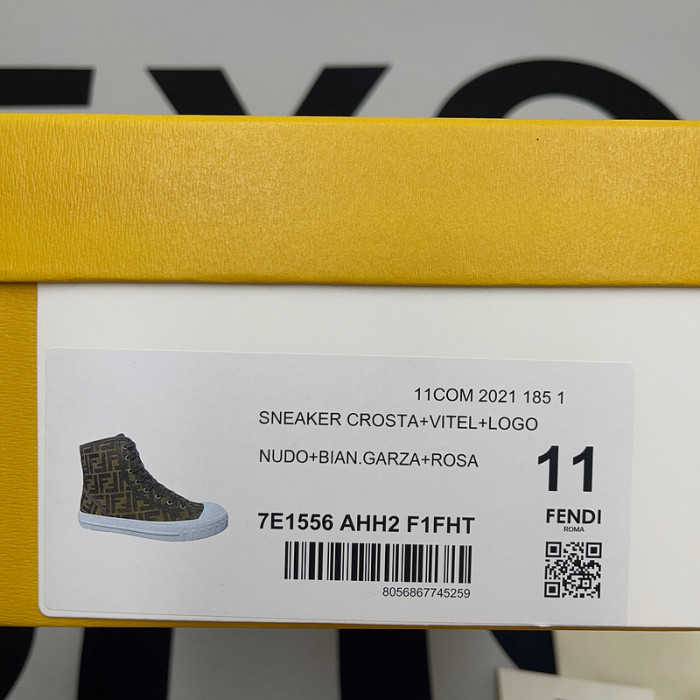 11COM 2021 185 1
SNEAKER CROSTA+VITEL+LOGO
NUDO+BIAN.GARZA+ROSA
11
7E1556 AHH2 F1FHT
FENDI
ROMA
8056867745259